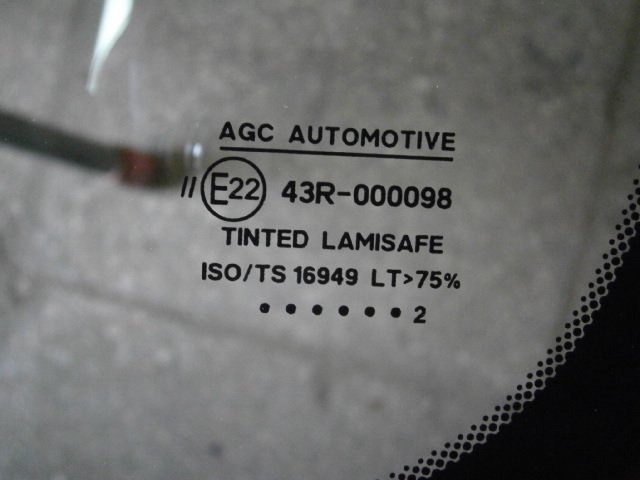 AGC AUTOMOTIVE
II E22 43R-000098
TINTED LAMISAFE
ISO/TS 16949 LT>75%
• • • • • • 2